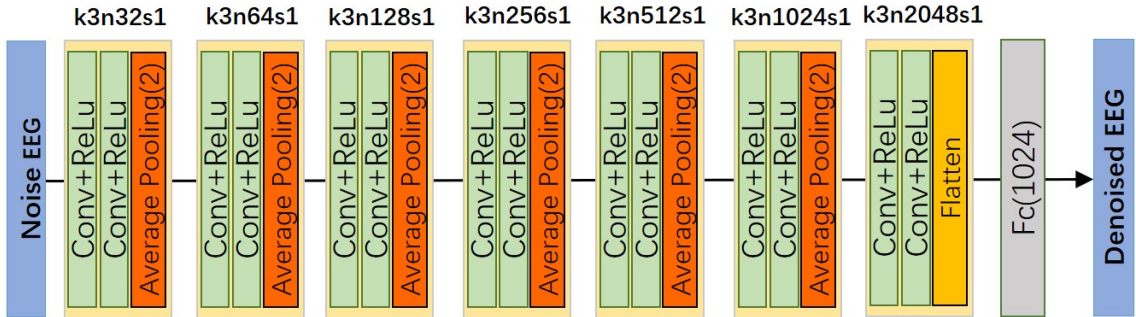 k3n32s1 k3n64s1 k3n128s1 k3n256s1 k3n512s1 k3n1024s1 k3n2048s1
Noise EEG
Conv+ReLu
Conv+ReLu
Average Pooling(2)
Conv+ReLu
Conv+ReLu
Average Pooling(2)
Conv+ReLu
Conv+ReLu
Average Pooling(2)
Conv+ReLu
Conv+ReLu
Average Pooling(2)
Conv+ReLu
Conv+ReLu
Average Pooling(2)
Conv+ReLu
Conv+ReLu
Average Pooling(2)
Conv+ReLu
Conv+ReLu
Flatten
Fc(1024)
Denoised EEG